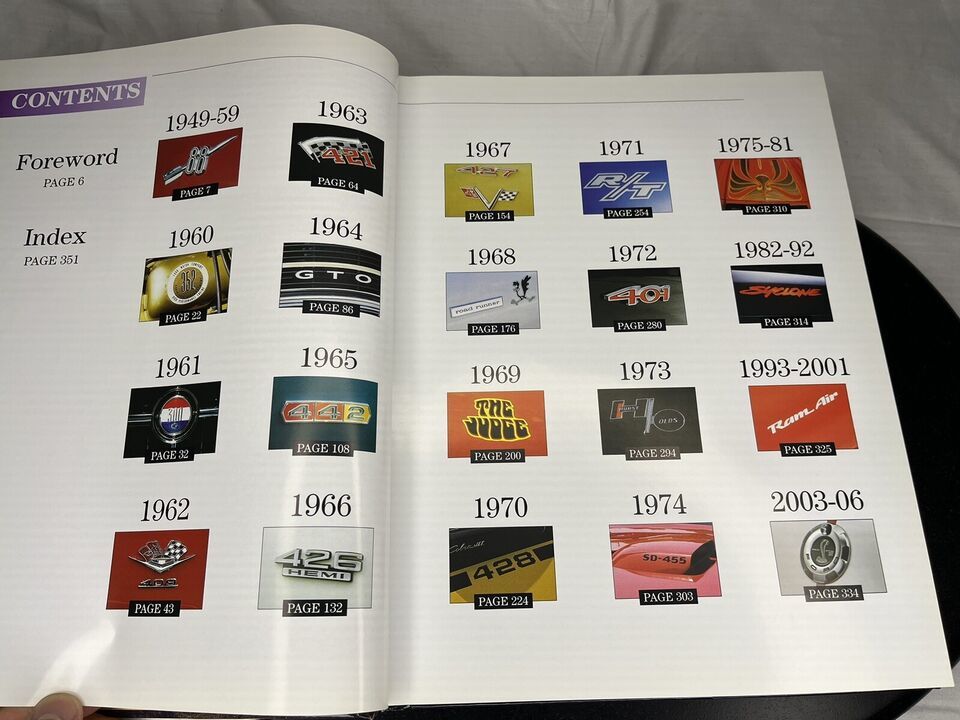 CONTENTS
Foreword
PAGE 6
Index
PAGE 351
1949-59
88
PAGE 7
1960
352
PAGE 22
1961
300
PAGE 32
1962
409
PAGE 43
1963
421
PAGE 64
1964
GTO
PAGE 86
1965
442
PAGE 108
1966
426
HEMI
PAGE 132
1967
427
PAGE 154
1968
road runner
PAGE 176
1969
THE
JUDGE
PAGE 200
1970
428
PAGE 224
1971
R/T
PAGE 254
1972
401
PAGE 280
1973
HURST
OLDS
PAGE 294
1974
SD-455
PAGE 303
1975-81
PAGE 310
1982-92
SYCLONE
PAGE 314
1993-2001
Ram Air
PAGE 325
2003-06
PAGE 334